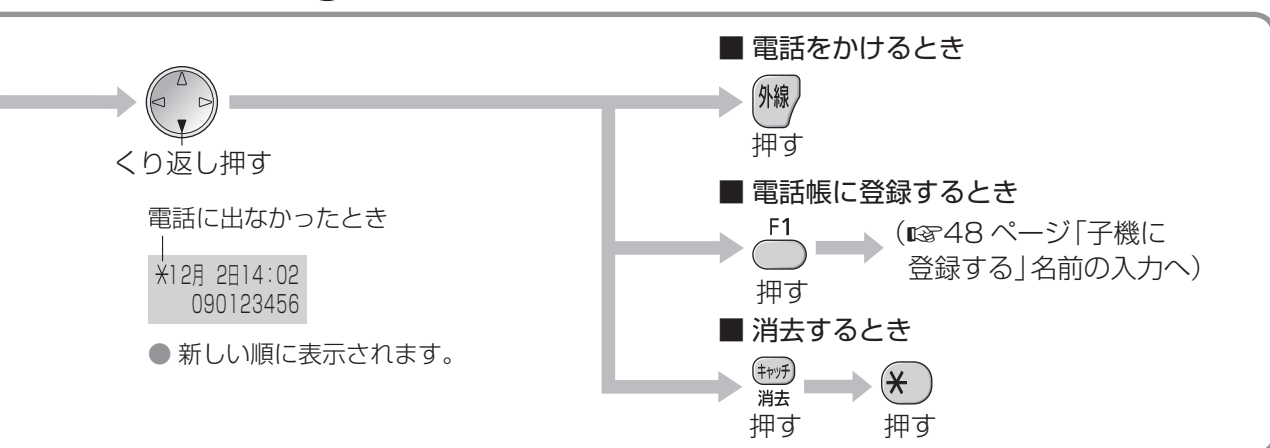 くり返し押す
電話に出なかったとき
*12月 2日14:02
090123456
● 新しい順に表示されます。
■ 電話をかけるとき
外線
押す
■ 電話帳に登録するとき
F1
押す
(☞48 ページ「子機に
登録する」名前の入力へ)
■ 消去するとき
キャッチ
消去
押す
*
押す